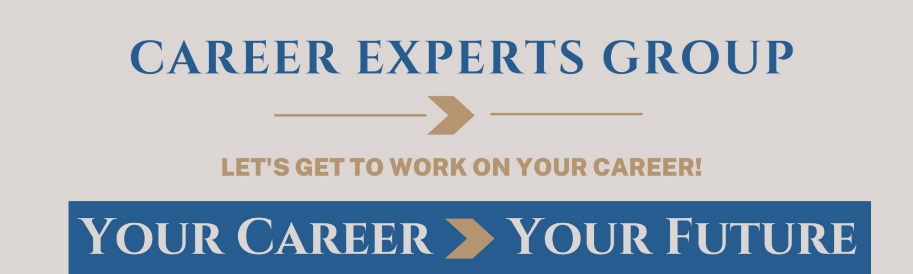 CAREER EXPERTS GROUP
LET'S GET TO WORK ON YOUR CAREER!
YOUR CAREER YOUR FUTURE